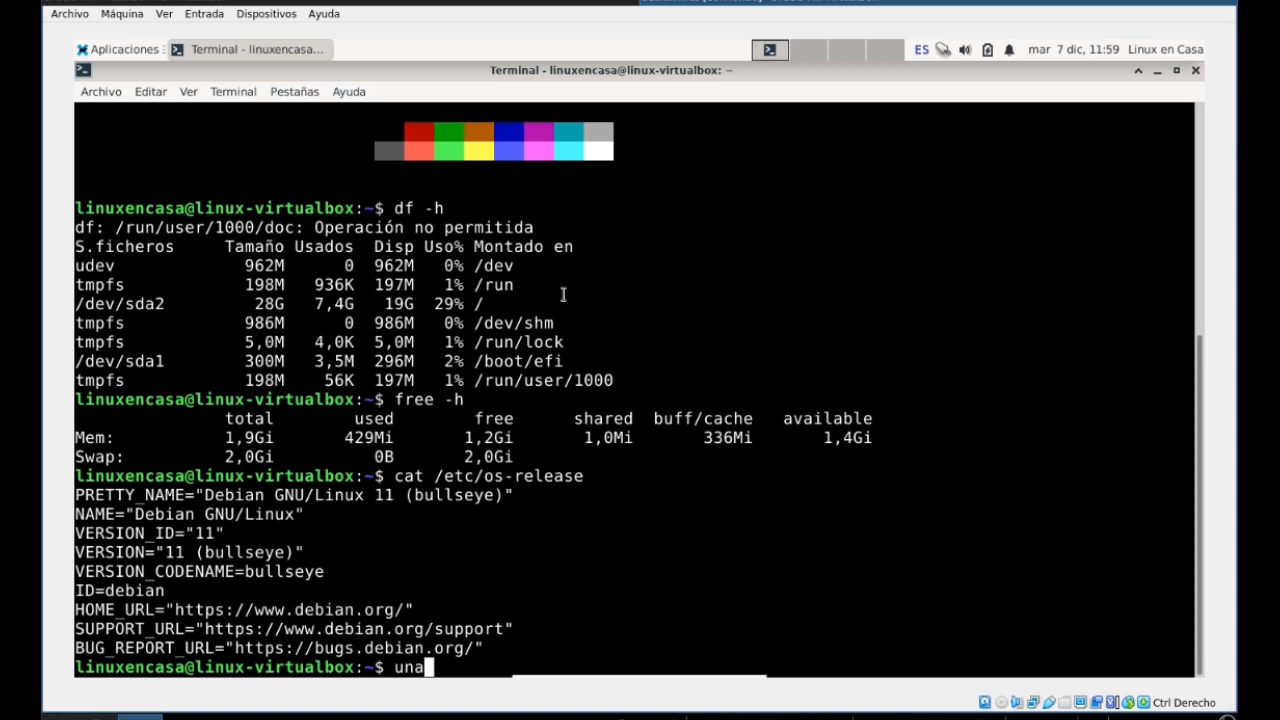 Archivo Máquina Ver Entrada Dispositivos Ayuda
Aplicaciones Terminal - linuxencasa... ES mar 7 dic, 11:59 Linux en Casa
Terminal - linuxencasa@linux-virtualbox: ~
Archivo Editar Ver Terminal Pestañas Ayuda
linuxencasa@linux-virtualbox:~$ df -h
df: /run/user/1000/doc: Operación no permitida
S.ficheros Tamaño Usados Disp Uso% Montado en
udev 962M 0 962M 0% /dev
tmpfs 198M 936K 197M 1% /run
/dev/sda2 28G 7,4G 19G 29% /
tmpfs 986M 0 986M 0% /dev/shm
tmpfs 5,0M 4,0K 5,0M 1% /run/lock
/dev/sda1 300M 3,5M 296M 2% /boot/efi
tmpfs 198M 56K 197M 1% /run/user/1000
linuxencasa@linux-virtualbox:~$ free -h
total used free shared buff/cache available
Mem: 1,9Gi 429Mi 1,2Gi 1,0Mi 336Mi 1,4Gi
Swap: 2,0Gi 0B 2,0Gi
linuxencasa@linux-virtualbox:~$ cat /etc/os-release
PRETTY_NAME="Debian GNU/Linux 11 (bullseye)"
NAME="Debian GNU/Linux"
VERSION_ID="11"
VERSION="11 (bullseye)"
VERSION_CODENAME=bullseye
ID=debian
HOME_URL="https://www.debian.org/"
SUPPORT_URL="https://www.debian.org/support"
BUG_REPORT_URL="https://bugs.debian.org/"
linuxencasa@linux-virtualbox:~$ una
Ctrl Derecho